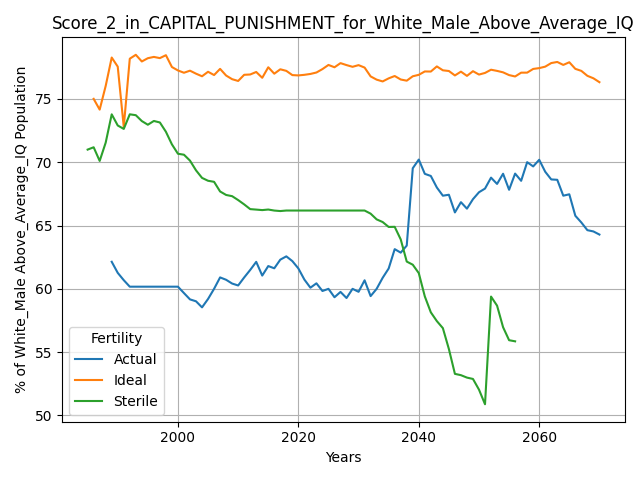 Score_2_in_CAPITAL_PUNISHMENT_for_White_Male_Above_Average_IQ
% of White_Male Above_Average_IQ Population
75
70
65
60
55
50
Fertility
Actual
Ideal
Sterile
2000
2020
2040
2060
Years